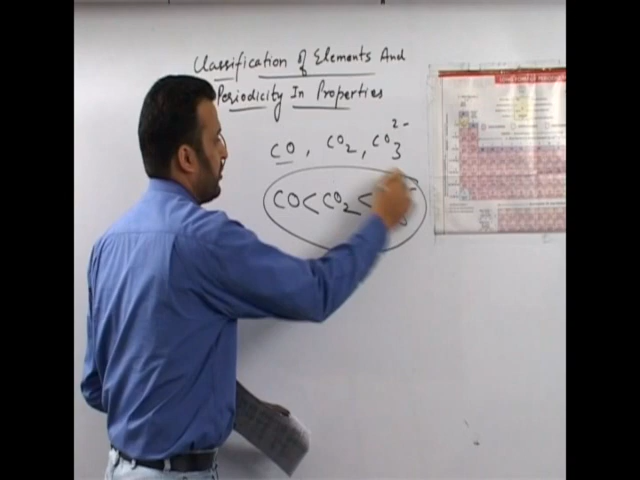 Classification of Elements And
Periodicity In Properties
CO, CO2, CO3 2-
CO < CO2 <